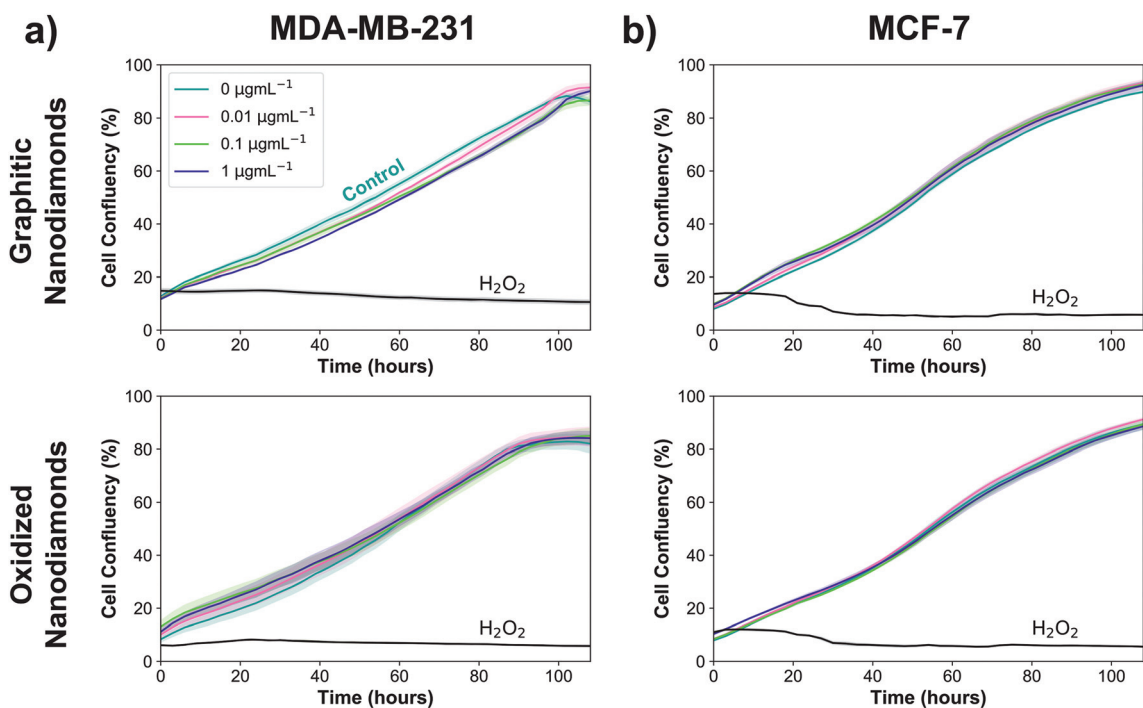 a)
MDA-MB-231
b)
MCF-7
Graphitic
Nanodiamonds
Cell Confluency (%)
100
80
60
40
20
0
0 µgmL⁻¹
0.01 µgmL⁻¹
0.1 µgmL⁻¹
1 µgmL⁻¹
Control
H₂O₂
0 20 40 60 80 100
Time (hours)
Cell Confluency (%)
100
80
60
40
20
0
H₂O₂
0 20 40 60 80 100
Time (hours)
Oxidized
Nanodiamonds
Cell Confluency (%)
100
80
60
40
20
0
H₂O₂
0 20 40 60 80 100
Time (hours)
Cell Confluency (%)
100
80
60
40
20
0
H₂O₂
0 20 40 60 80 100
Time (hours)